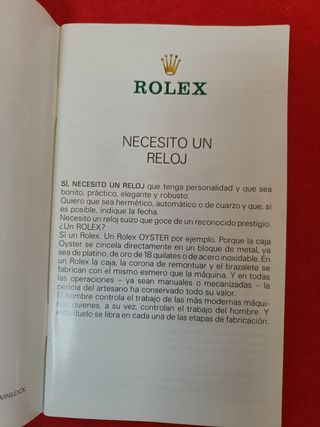 ROLEX
NECESITO UN
RELOJ
SÍ, NECESITO UN RELOJ que tenga personalidad y que sea
bonito, práctico, elegante y robusto.
Quiero que sea hermético, automático o de cuarzo y que, si
es posible, indique la fecha.
Necesito un reloj suizo que goce de un reconocido prestigio.
¿Un ROLEX?
Sí un Rolex. Un Rolex OYSTER por ejemplo. Porque la caja
Oyster se cincela directamente en un bloque de metal, ya
sea de platino, de oro de 18 quilates o de acero inoxidable. En
un Rolex la caja, la corona de remontuar y el brazalete se
fabrican con el mismo esmero que la máquina. Y en todas
las operaciones – ya sean manuales o mecanizadas – la
pericia del artesano ha conservado todo su valor.
El hombre controla el trabajo de las más modernas máqui-
nas quienes, a su vez, controlan el trabajo del hombre. Y
este duelo se libra en cada una de las etapas de fabricación.
WINLOCK